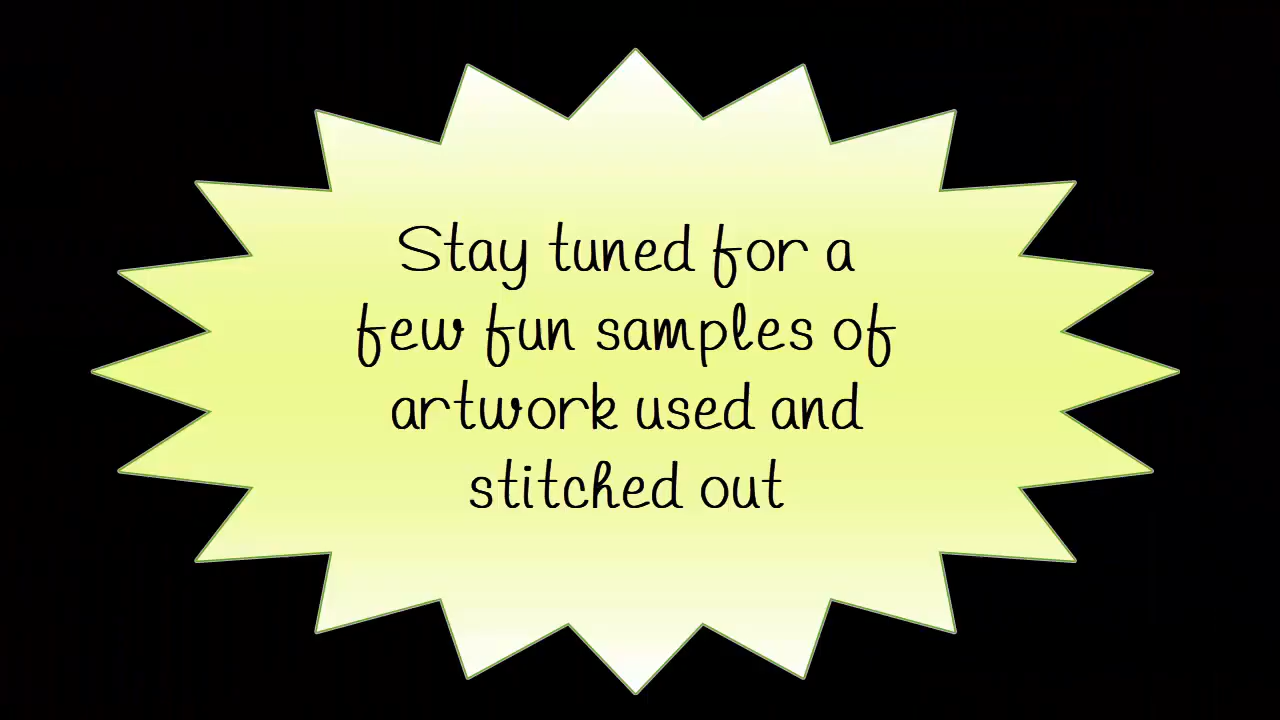 Stay tuned for a
few fun samples of
artwork used and
stitched out